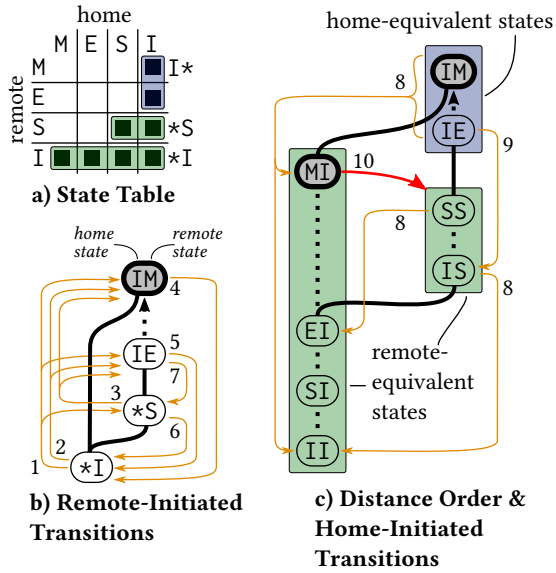 home
M E S I
remote
M
I*
E
S
*S
I
*I
a) State Table
home state
remote state
IM
4
IE
5
7
3
*S
6
2
1
*I
b) Remote-Initiated
Transitions
home-equivalent states
8
IM
IE
9
MI
10
8
SS
IS
8
EI
remote-
equivalent
states
SI
II
c) Distance Order &
Home-Initiated
Transitions